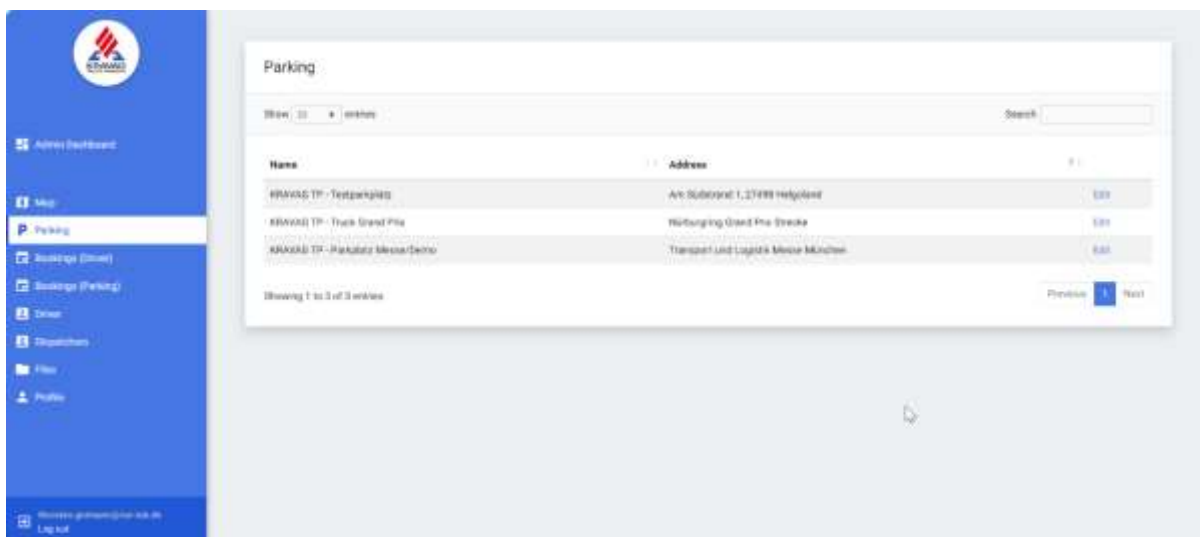 KRAVAG
Admin Dashboard
Map
Parking
Bookings (Driver)
Bookings (Parking)
Driver
Dispatchers
Files
Profile
Log out
Parking
Show 10 entries
Search
Name Address
KRAVAG TP - Testparkplatz Am Südstrand 1, 27498 Helgoland Edit
KRAVAG TP - Truck Grand Prix Nürburgring Grand Prix Strecke Edit
KRAVAG TP - Parkplatz Messe/Demo Transport und Logistik Messe München Edit
Showing 1 to 3 of 3 entries
Previous 1 Next